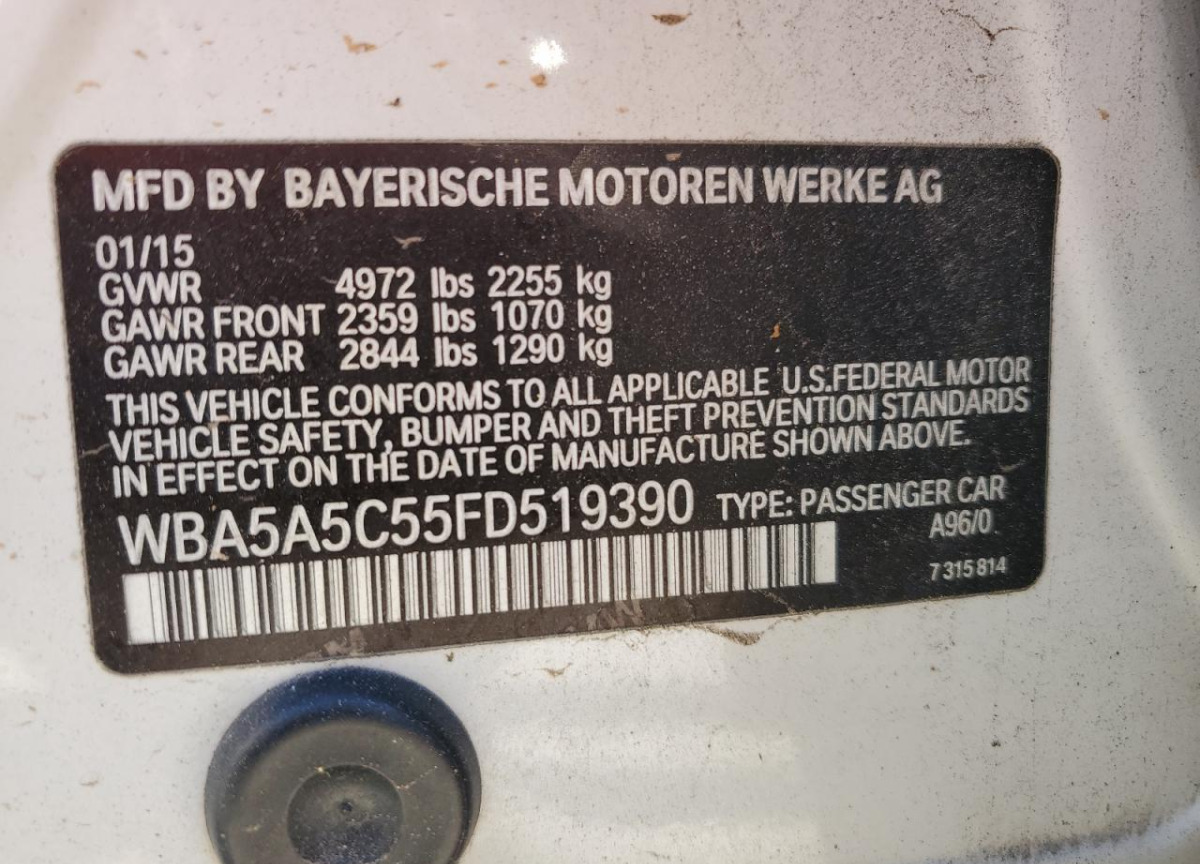 MFD BY BAYERISCHE MOTOREN WERKE AG
01/15
GVWR 4972 lbs 2255 kg
GAWR FRONT 2359 lbs 1070 kg
GAWR REAR 2844 lbs 1290 kg
THIS VEHICLE CONFORMS TO ALL APPLICABLE U.S.FEDERAL MOTOR
VEHICLE SAFETY, BUMPER AND THEFT PREVENTION STANDARDS
IN EFFECT ON THE DATE OF MANUFACTURE SHOWN ABOVE.
WBA5A5C55FD519390 TYPE: PASSENGER CAR
A96/0
7 315 814